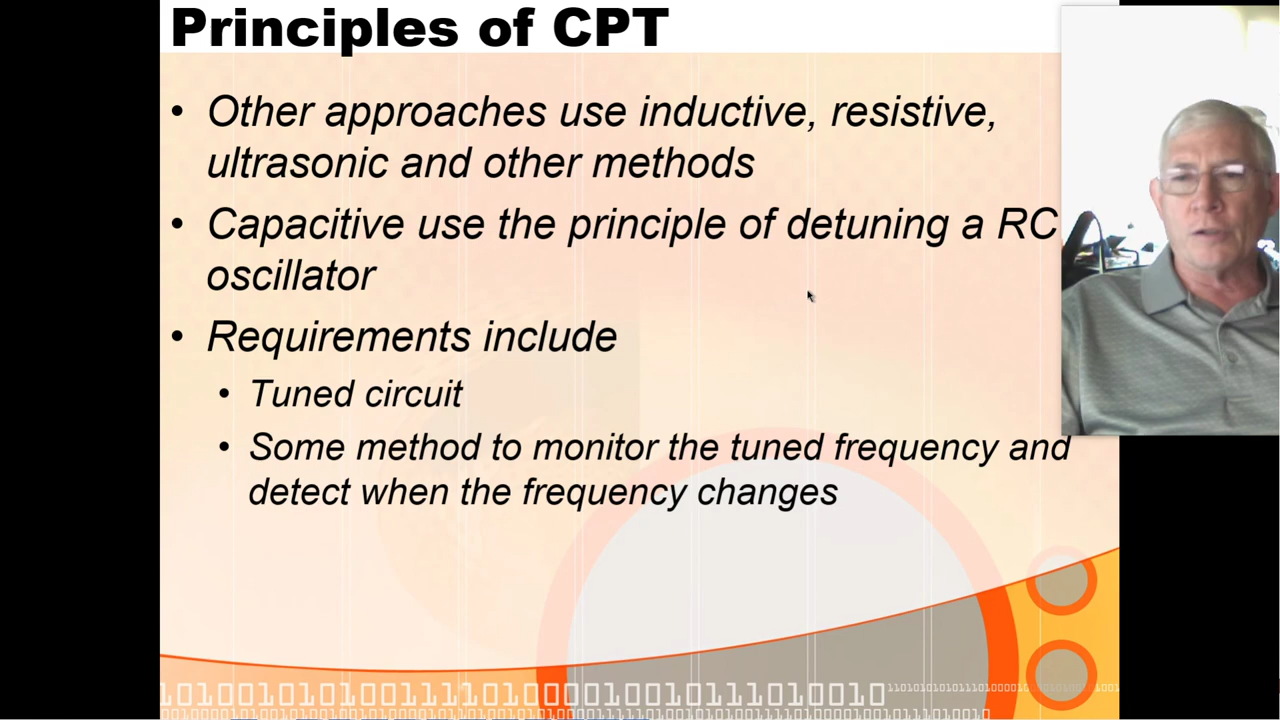 Principles of CPT
• Other approaches use inductive, resistive,
ultrasonic and other methods
• Capacitive use the principle of detuning a RC
oscillator
• Requirements include
• Tuned circuit
• Some method to monitor the tuned frequency and
detect when the frequency changes